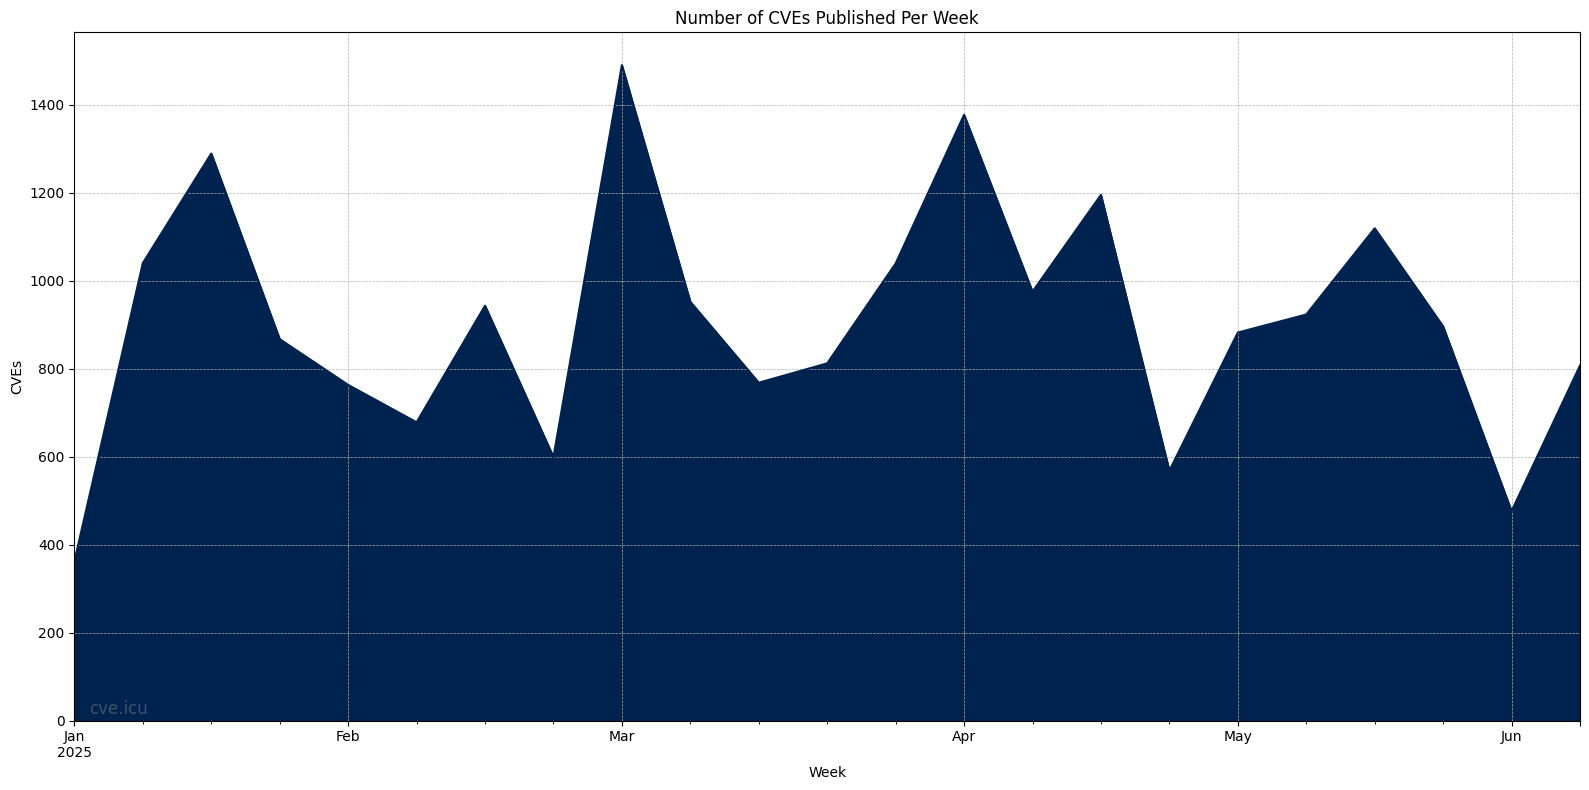 Number of CVEs Published Per Week
1400
1200
1000
800
600
400
200
0
CVEs
cve.icu
Jan Feb Mar Apr May Jun
2025
Week